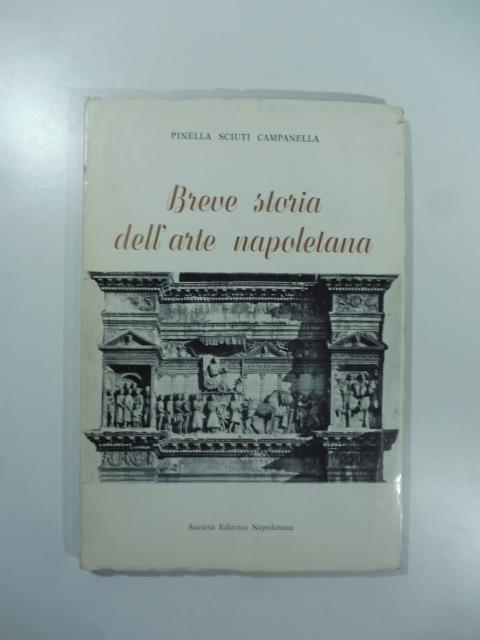 PINELLA SCIUTI CAMPANELLA
Breve storia
dell'arte napoletana
Società Editrice Napoletana